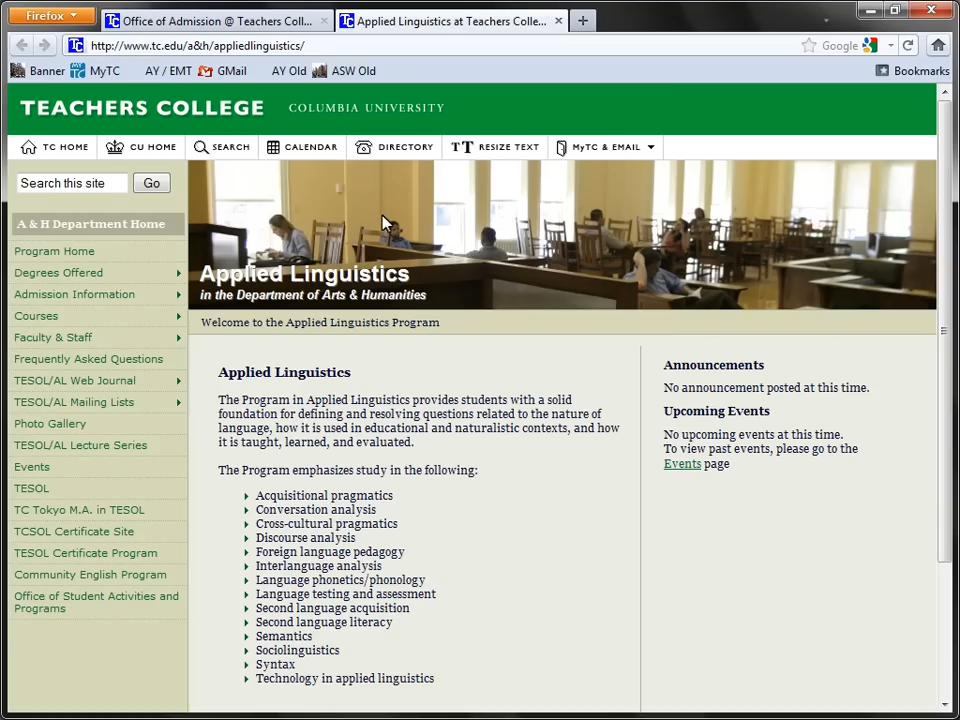 Firefox
Office of Admission @ Teachers Coll...
Applied Linguistics at Teachers Colle...
http://www.tc.edu/a&h/appliedlinguistics/
Google
Banner MyTC AY / EMT GMail AY Old ASW Old Bookmarks
TEACHERS COLLEGE COLUMBIA UNIVERSITY
TC HOME CU HOME SEARCH CALENDAR DIRECTORY RESIZE TEXT MyTC & EMAIL
Search this site Go
A & H Department Home
Program Home
Degrees Offered
Admission Information
Courses
Faculty & Staff
Frequently Asked Questions
TESOL/AL Web Journal
TESOL/AL Mailing Lists
Photo Gallery
TESOL/AL Lecture Series
Events
TESOL
TC Tokyo M.A. in TESOL
TCSOL Certificate Site
TESOL Certificate Program
Community English Program
Office of Student Activities and
Programs
Applied Linguistics
in the Department of Arts & Humanities
Welcome to the Applied Linguistics Program
Applied Linguistics
The Program in Applied Linguistics provides students with a solid
foundation for defining and resolving questions related to the nature of
language, how it is used in educational and naturalistic contexts, and how
it is taught, learned, and evaluated.
The Program emphasizes study in the following:
Acquisitional pragmatics
Conversation analysis
Cross-cultural pragmatics
Discourse analysis
Foreign language pedagogy
Interlanguage analysis
Language phonetics/phonology
Language testing and assessment
Second language acquisition
Second language literacy
Semantics
Sociolinguistics
Syntax
Technology in applied linguistics
Announcements
No announcement posted at this time.
Upcoming Events
No upcoming events at this time.
To view past events, please go to the
Events page